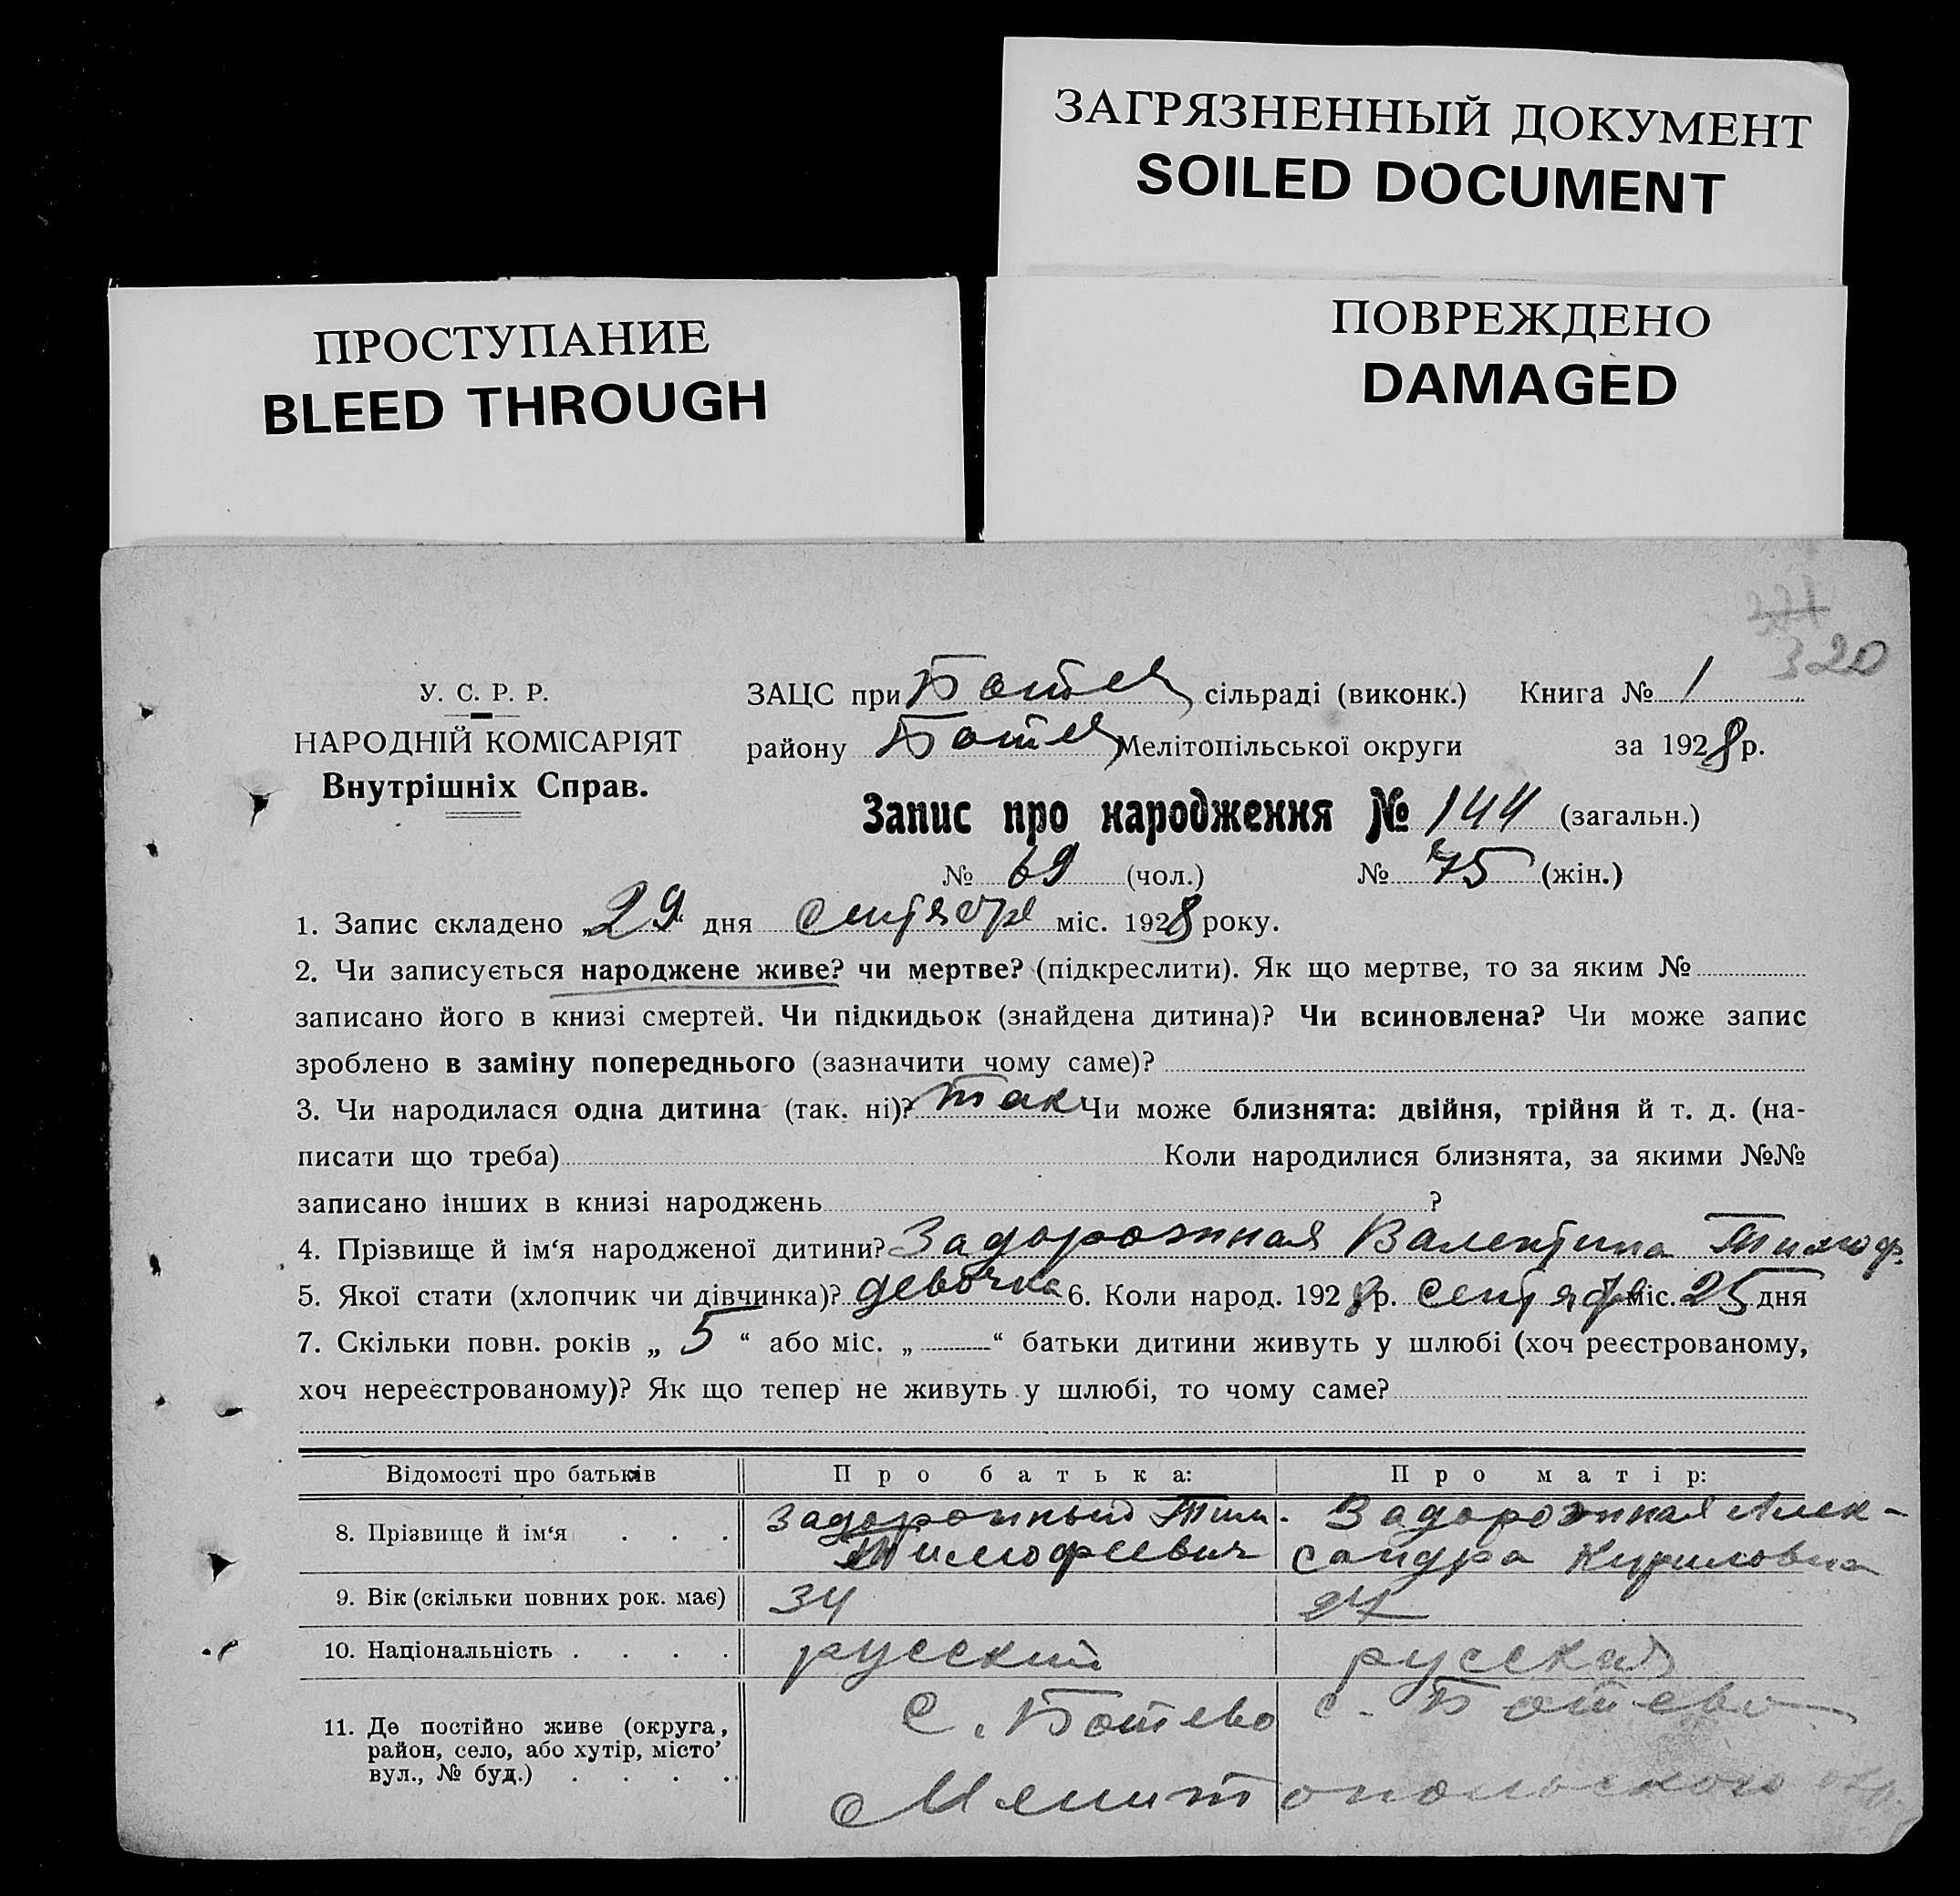 ЗАГРЯЗНЕННЫЙ ДОКУМЕНТ
SOILED DOCUMENT
ПРОСТУПАНИЕ
BLEED THROUGH
ПОВРЕЖДЕНО
DAMAGED
320
У. С. Р. Р.
НАРОДНІЙ КОМІСАРІЯТ
Внутрішніх Справ.
ЗАЦС при Ботев сільраді (виконк.) Книга № 1
району Ботев Мелітопільської округи за 1928 р.
Запис про народження № 144 (загальн.)
№ 69 (чол.) № 75 (жін.)
1. Запис складено „29“ дня сентября міс. 1928 року.
2. Чи записується народжене живе? чи мертве? (підкреслити). Як що мертве, то за яким №
записано його в книзі смертей. Чи підкидьок (знайдена дитина)? Чи всиновлена? Чи може запис
зроблено в заміну попереднього (зазначити чому саме)?
3. Чи народилася одна дитина (так. ні)? так Чи може близнята: двійня, трійня й т. д. (на-
писати що треба) Коли народилися близнята, за якими №№
записано інших в книзі народжень ?
4. Прізвище й ім‘я народженої дитини? Задорожная Валентина Тимоф.
5. Якої стати (хлопчик чи дівчинка)? девочка 6. Коли народ. 1928 р. сентября міс. 25 дня
7. Скільки повн. років „ 5 “ або міс. „ “ батьки дитини живуть у шлюбі (хоч реєстрованому,
хоч нереєстрованому)? Як що тепер не живуть у шлюбі, то чому саме?
Відомості про батьків Про батька: Про матір:
8. Прізвище й ім‘я . . . Задорожный Тим. Тимофеевич Задорожная Алек-сандра Кириловна
9. Вік (скільки повних рок. має) 34
10. Національність . . . . русский русская
11. Де постійно живе (округа, район, село, або хутір, місто’ вул., № буд.) . . . . с. Ботево с. Ботево
Мелитопольского окр.